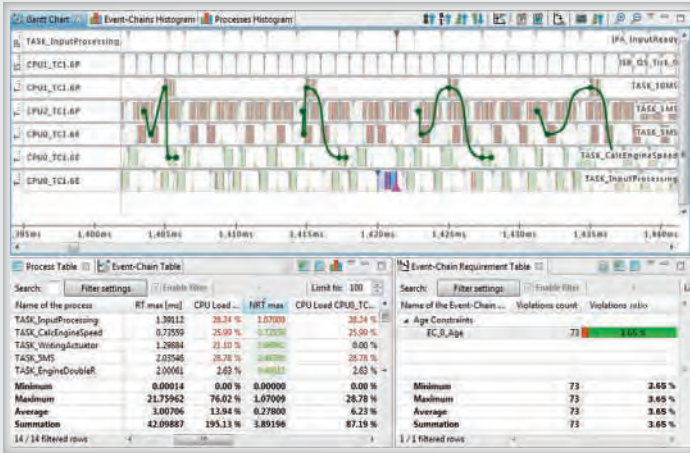 Gantt Chart Event-Chains Histogram Processes Histogram
TASK_InputProcessing IPA_InputReady
CPU1_TC1.6P
CPU1_TC1.6P TASK_10MS
CPU2_TC1.6P TASK_1MS
CPU0_TC1.6E TASK_5MS
CPU0_TC1.6E TASK_CalcEngineSpeed
CPU0_TC1.6E TASK_InputProcessing
,395ms 1,400ms 1,405ms 1,410ms 1,415ms 1,420ms 1,425ms 1,430ms 1,435ms 1,440ms
Process Table Event-Chain Table
Search: Filter settings Enable filter Limit to: 100
Name of the process RT max [ms] CPU Load ... NRT max CPU Load CPU0_TC...
TASK_InputProcessing 1.39112 28.24 % 1.07009 28.24 %
TASK_CalcEngineSpeed 0.73559 25.99 % 25.99 %
TASK_WritingActuator 1.29884 21.10 % 0.00 %
TASK_5MS 2.03546 28.78 % 28.78 %
TASK_EngineDoubleR 2.00061 2.63 % 2.63 %
Minimum 0.00014 0.00 % 0.00000 0.00 %
Maximum 21.75962 76.02 % 1.07009 28.78 %
Average 3.00706 13.94 % 0.27800 6.23 %
Summation 42.09887 195.13 % 3.89196 87.19 %
14 / 14 filtered rows
Event-Chain Requirement Table
Search: Filter settings Enable filter Li
Name of the Event-Chain ... Violations count Violations ratio
Age Constraints
EC_0_Age 73 3.65 %
Minimum 73 3.65 %
Maximum 73 3.65 %
Average 73 3.65 %
Summation 73 3.65 %
1 / 1 filtered rows